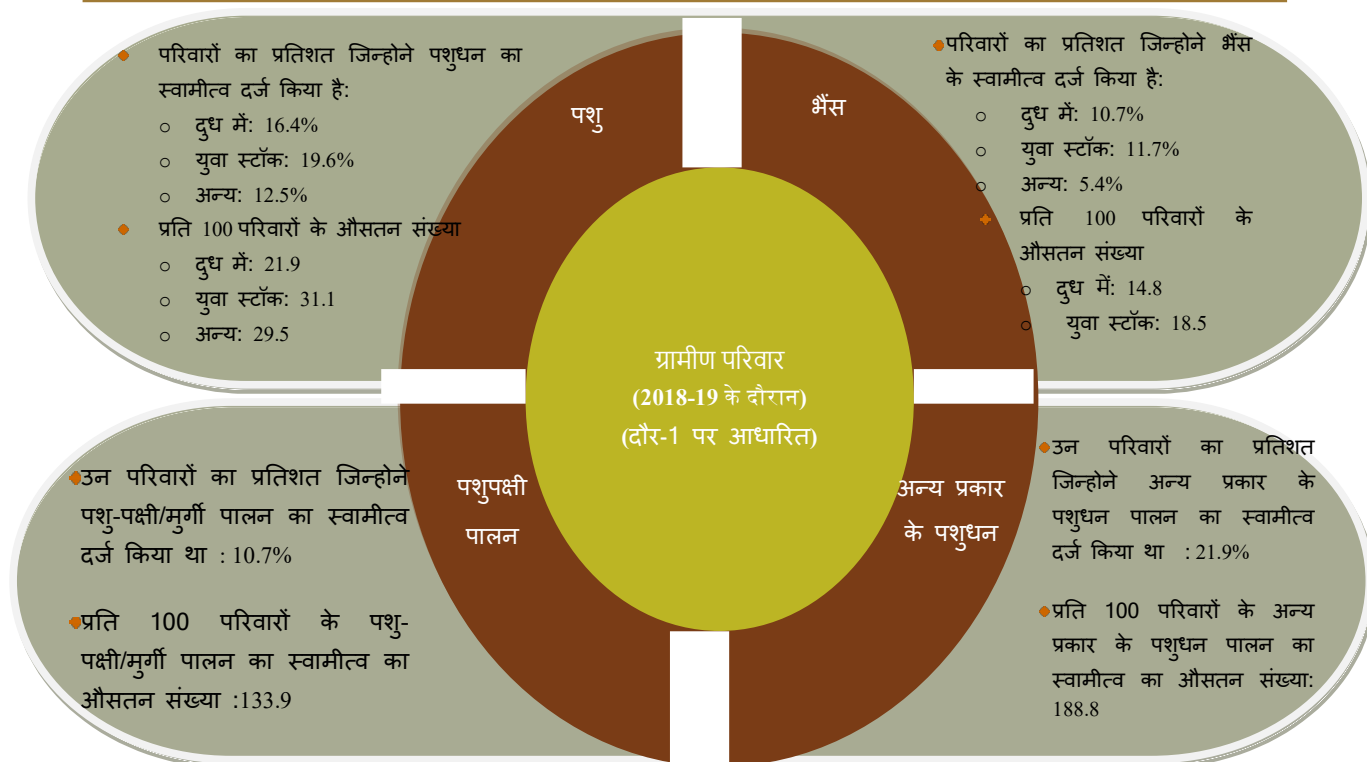 परिवारों का प्रतिशत जिन्होने पशुधन का
स्वामीत्व दर्ज किया है:
दुध में: 16.4%
युवा स्टॉक: 19.6%
अन्य: 12.5%
प्रति 100 परिवारों के औसतन संख्या
दुध में: 21.9
युवा स्टॉक: 31.1
अन्य: 29.5
पशु
भैंस
परिवारों का प्रतिशत जिन्होने भैंस
के स्वामीत्व दर्ज किया है:
दुध में: 10.7%
युवा स्टॉक: 11.7%
अन्य: 5.4%
प्रति 100 परिवारों के
औसतन संख्या
दुध में: 14.8
युवा स्टॉक: 18.5
ग्रामीण परिवार
(2018-19 के दौरान)
(दौर-1 पर आधारित)
उन परिवारों का प्रतिशत जिन्होने
पशु-पक्षी/मुर्गी पालन का स्वामीत्व
दर्ज किया था : 10.7%
प्रति 100 परिवारों के पशु-
पक्षी/मुर्गी पालन का स्वामीत्व का
औसतन संख्या :133.9
पशुपक्षी
पालन
अन्य प्रकार
के पशुधन
उन परिवारों का प्रतिशत
जिन्होने अन्य प्रकार के
पशुधन पालन का स्वामीत्व
दर्ज किया था : 21.9%
प्रति 100 परिवारों के अन्य
प्रकार के पशुधन पालन का
स्वामीत्व का औसतन संख्या:
188.8